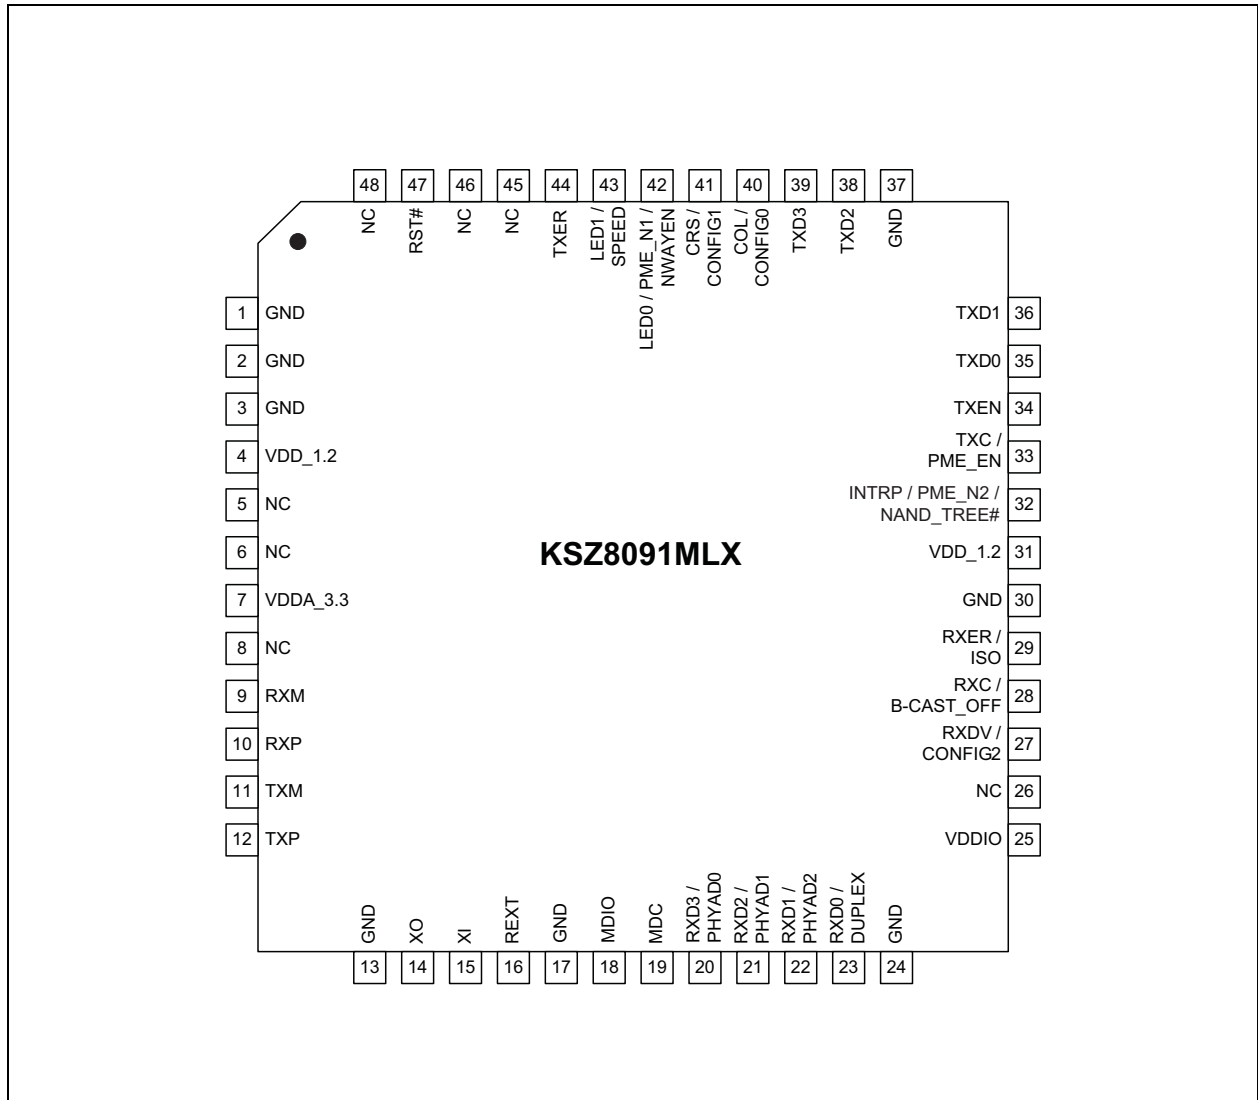 48 47 46 45 44 43 42 41 40 39 38 37
NC
RST#
NC
NC
TXER
LED1 /
SPEED
LED0 / PME_N1 /
NWAYEN
CRS /
CONFIG1
COL /
CONFIG0
TXD3
TXD2
GND
1 GND
2 GND
3 GND
4 VDD_1.2
5 NC
6 NC
7 VDDA_3.3
8 NC
9 RXM
10 RXP
11 TXM
12 TXP
KSZ8091MLX
TXD1 36
TXD0 35
TXEN 34
TXC /
PME_EN 33
INTRP / PME_N2 /
NAND_TREE# 32
VDD_1.2 31
GND 30
RXER /
ISO 29
RXC /
B-CAST_OFF 28
RXDV /
CONFIG2 27
NC 26
VDDIO 25
GND
XO
XI
REXT
GND
MDIO
MDC
RXD3 /
PHYAD0
RXD2 /
PHYAD1
RXD1 /
PHYAD2
RXD0 /
DUPLEX
GND
13 14 15 16 17 18 19 20 21 22 23 24